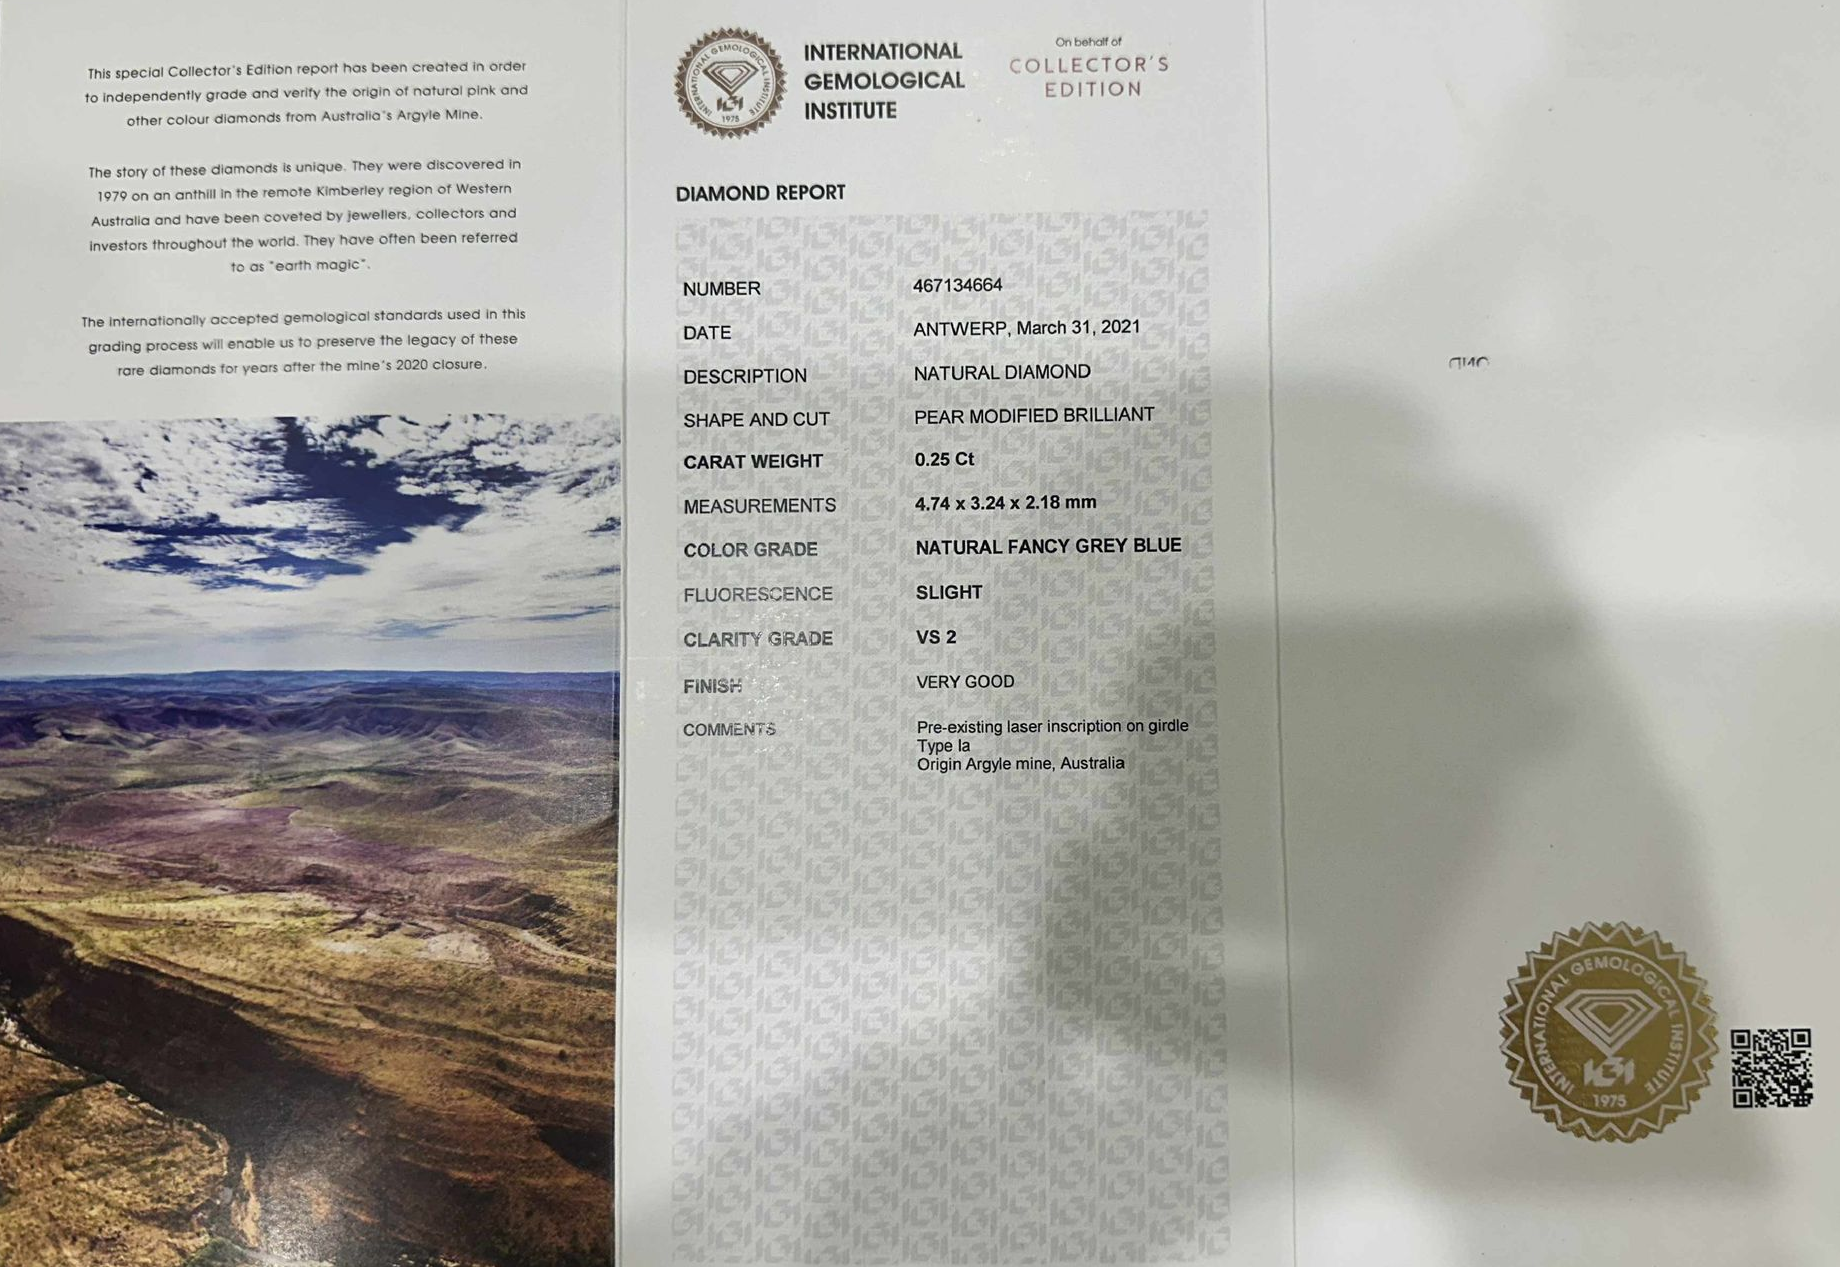 This special Collector's Edition report has been created in order
to independently grade and verify the origin of natural pink and
other colour diamonds from Australia's Argyle Mine.
The story of these diamonds is unique. They were discovered in
1979 on an anthill in the remote Kimberley region of Western
Australia and have been coveted by jewellers, collectors and
investors throughout the world. They have often been referred
to as "earth magic".
The internationally accepted gemological standards used in this
grading process will enable us to preserve the legacy of these
rare diamonds for years after the mine's 2020 closure.
INTERNATIONAL GEMOLOGICAL INSTITUTE
IGI
1975
INTERNATIONAL
GEMOLOGICAL
INSTITUTE
On behalf of
COLLECTOR'S
EDITION
DIAMOND REPORT
NUMBER 467134664
DATE ANTWERP, March 31, 2021
DESCRIPTION NATURAL DIAMOND
SHAPE AND CUT PEAR MODIFIED BRILLIANT
CARAT WEIGHT 0.25 Ct
MEASUREMENTS 4.74 x 3.24 x 2.18 mm
COLOR GRADE NATURAL FANCY GREY BLUE
FLUORESCENCE SLIGHT
CLARITY GRADE VS 2
FINISH VERY GOOD
COMMENTS Pre-existing laser inscription on girdle
Type Ia
Origin Argyle mine, Australia
INTERNATIONAL GEMOLOGICAL INSTITUTE
IGI
1975